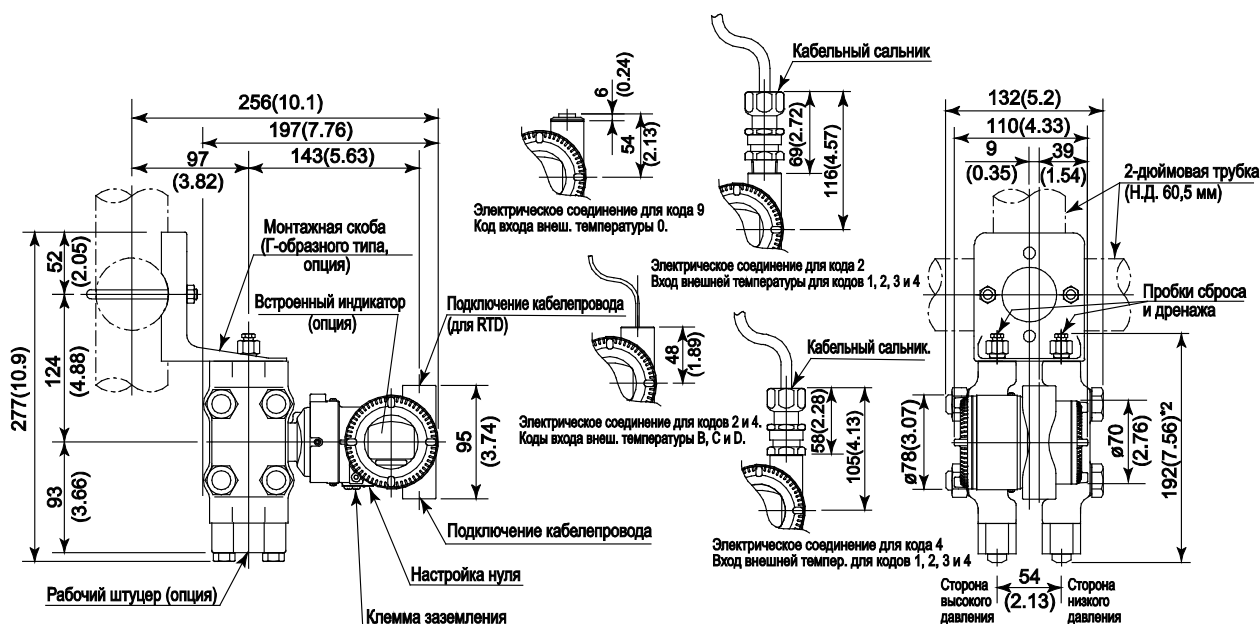 256(10.1)
197(7.76)
97
(3.82)
143(5.63)
Монтажная скоба
(Г-образного типа,
опция)
Встроенный индикатор
(опция)
Подключение кабелепровода
(для RTD)
52
(2.05)
124
(4.88)
277(10.9)
93
(3.66)
95
(3.74)
Подключение кабелепровода
Настройка нуля
Клемма заземления
Рабочий штуцер (опция)
6
(0.24)
54
(2.13)
Электрическое соединение для кода 9
Код входа внеш. температуры 0.
Кабельный сальник
69(2.72)
116(4.57)
Электрическое соединение для кода 2
Вход внешней температуры для кодов 1, 2, 3 и 4
48
(1.89)
Электрическое соединение для кодов 2 и 4.
Коды входа внеш. температуры B, C и D.
Кабельный сальник.
58(2.28)
105(4.13)
Электрическое соединение для кода 4
Вход внешней темпер. для кодов 1, 2, 3 и 4
132(5.2)
110(4.33)
9
(0.35)
39
(1.54)
2-дюймовая трубка
(Н.Д. 60,5 мм)
Пробки сброса
и дренажа
ø78(3.07)
ø70
(2.76)
192(7.56)*2
54
(2.13)
Сторона
высокого
давления
Сторона
низкого
давления